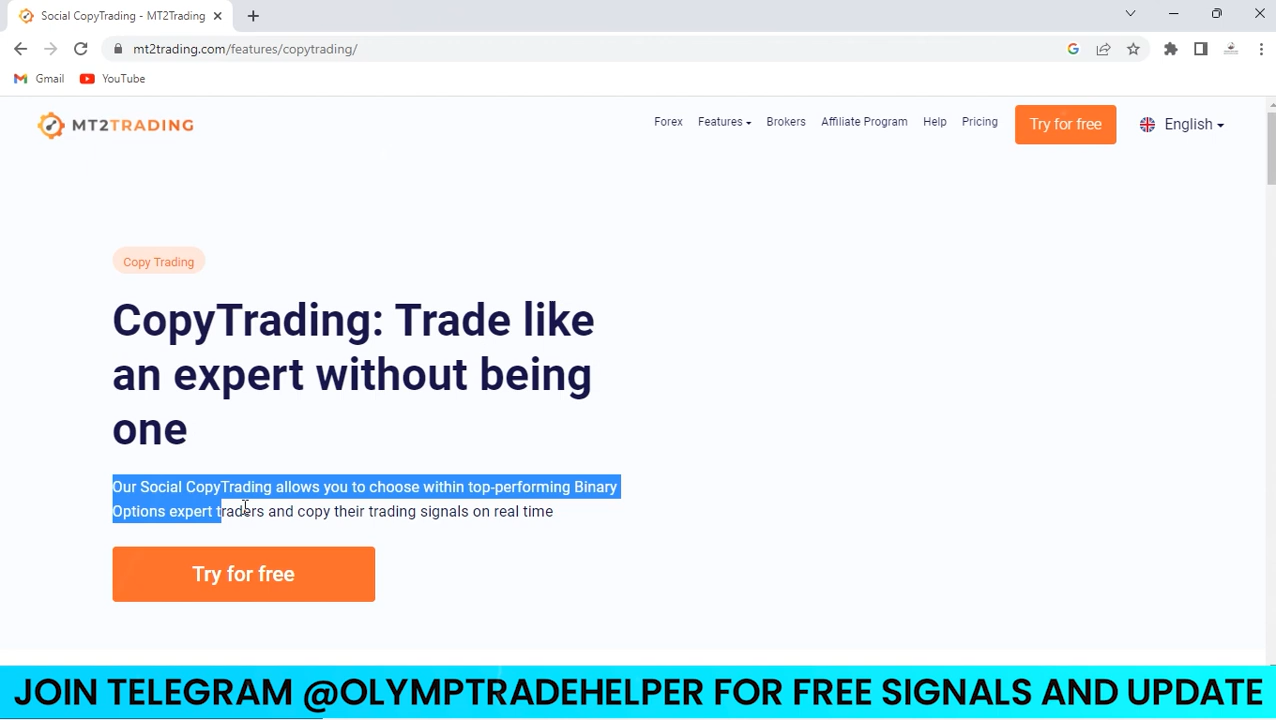 Social CopyTrading - MT2Trading
mt2trading.com/features/copytrading/
Gmail YouTube
MT2TRADING
Forex Features Brokers Affiliate Program Help Pricing Try for free English
Copy Trading
CopyTrading: Trade like
an expert without being
one
Our Social CopyTrading allows you to choose within top-performing Binary
Options expert traders and copy their trading signals on real time
Try for free
JOIN TELEGRAM @OLYMPTRADEHELPER FOR FREE SIGNALS AND UPDATE